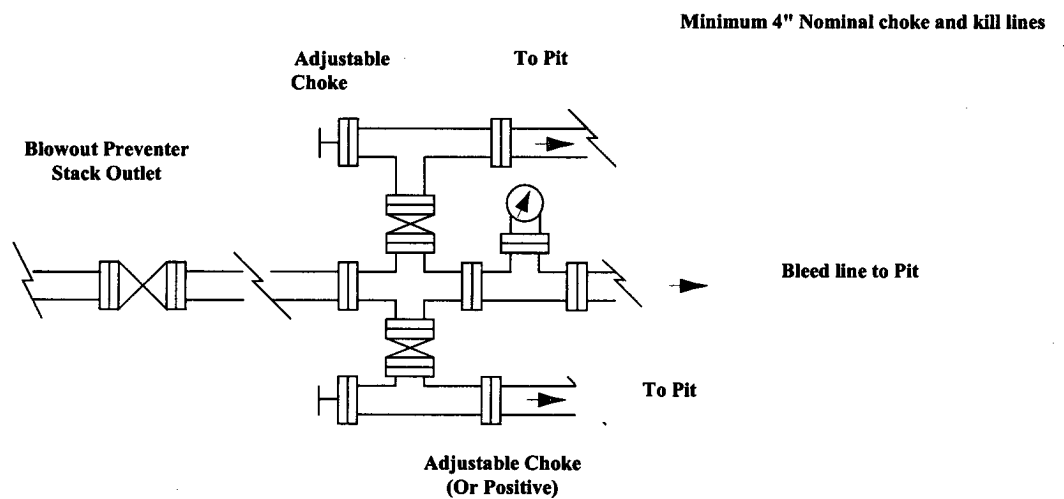 Minimum 4" Nominal choke and kill lines
Adjustable
Choke
To Pit
Blowout Preventer
Stack Outlet
Bleed line to Pit
To Pit
Adjustable Choke
(Or Positive)